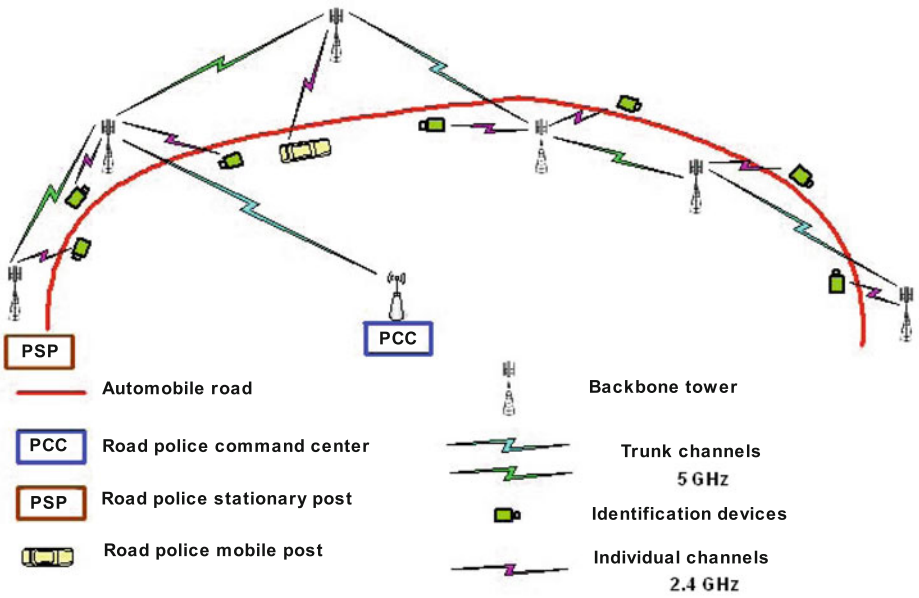 PSP
PCC
Automobile road
Backbone tower
PCC
Road police command center
Trunk channels
5 GHz
PSP
Road police stationary post
Identification devices
Road police mobile post
Individual channels
2.4 GHz